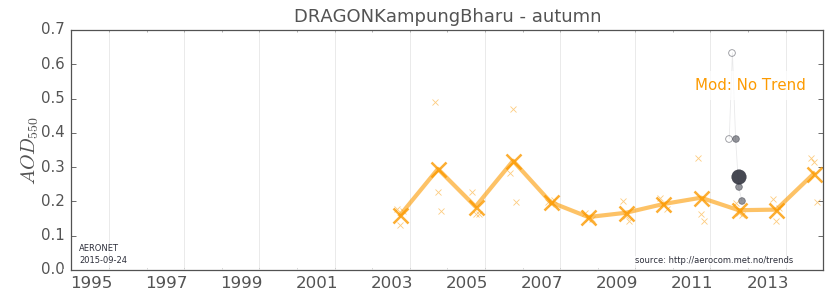 DRAGONKampungBharu - autumn
0.7
0.6
0.5
0.4
0.3
0.2
0.1
0.0
AOD550
Mod: No Trend
AERONET
2015-09-24
source: http://aerocom.met.no/trends
1995 1997 1999 2001 2003 2005 2007 2009 2011 2013